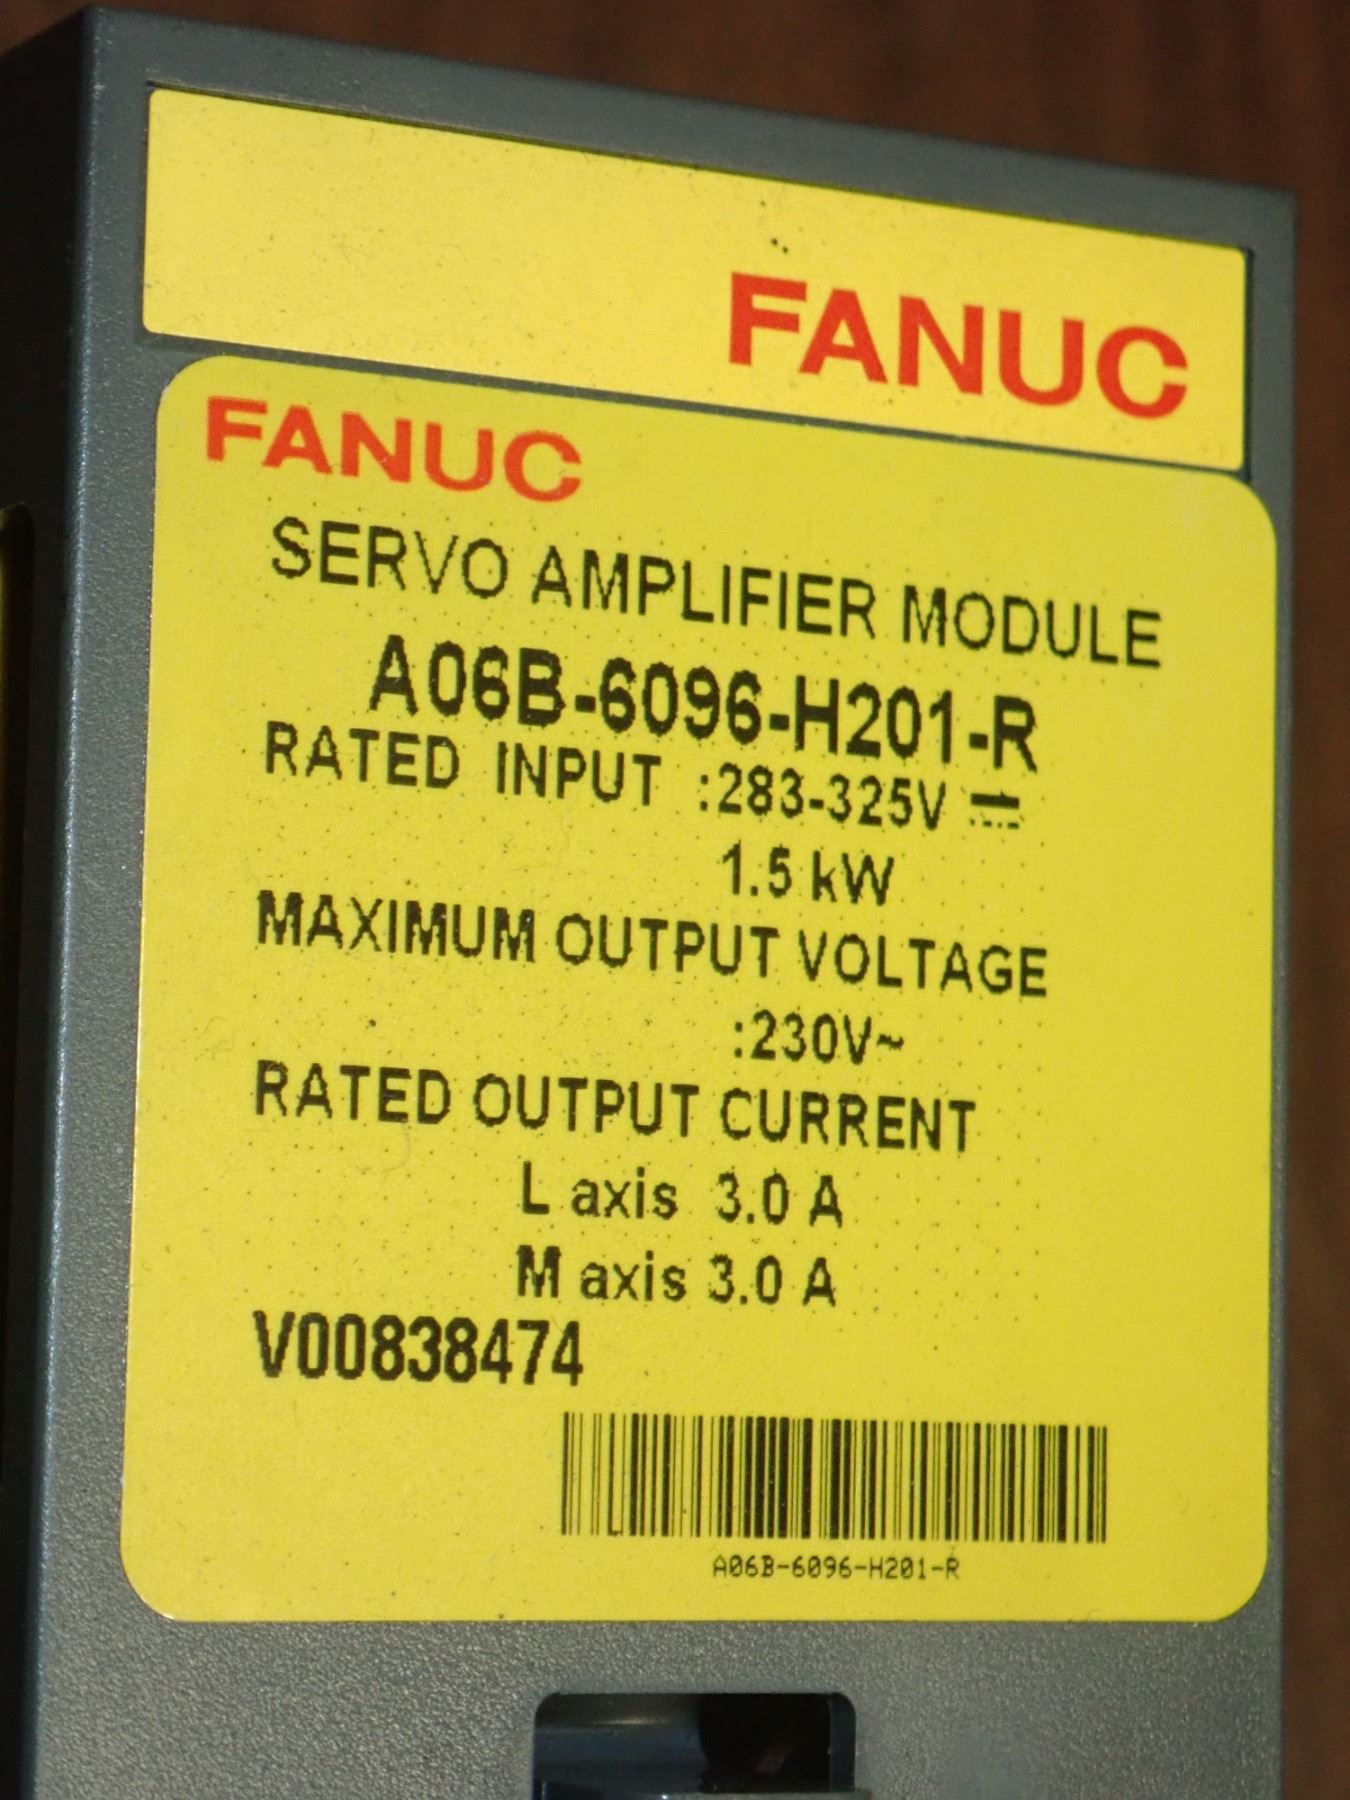 FANUC
FANUC
SERVO AMPLIFIER MODULE
A06B-6096-H201-R
RATED INPUT :283-325V ⎓
1.5 kW
MAXIMUM OUTPUT VOLTAGE
:230V~
RATED OUTPUT CURRENT
L axis 3.0 A
M axis 3.0 A
V00838474
A06B-6096-H201-R